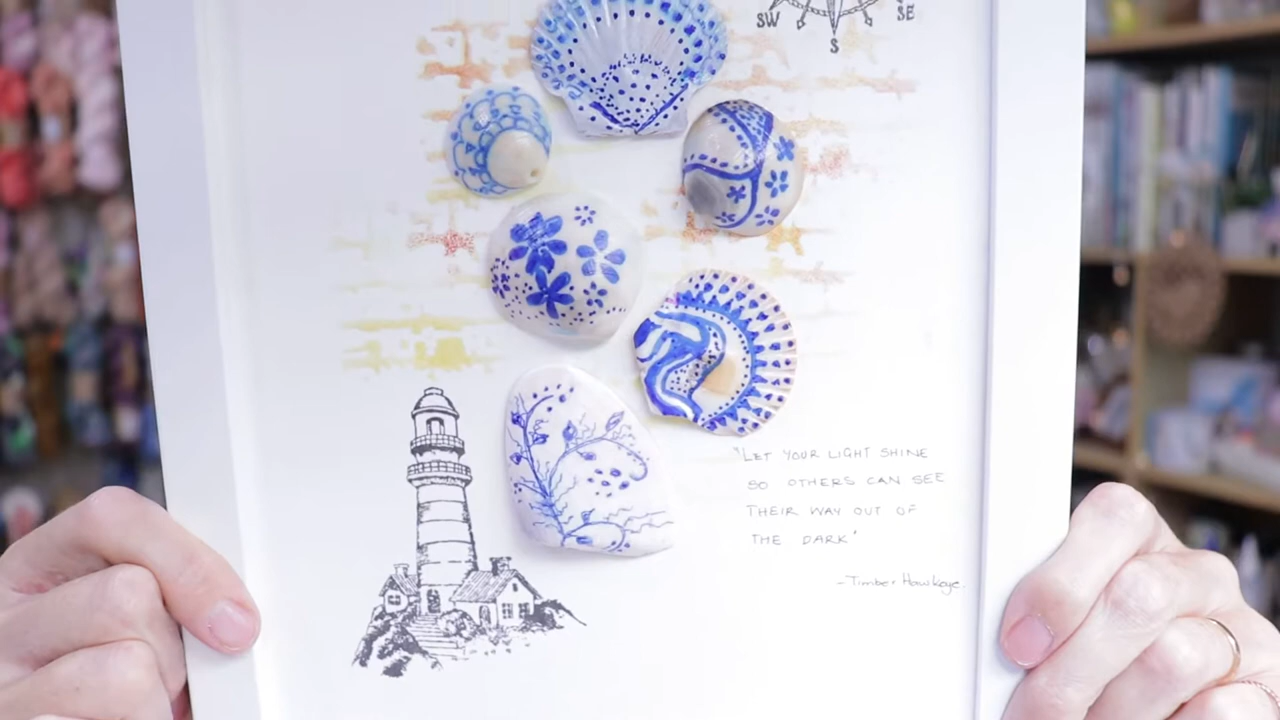 SW SE
S
"LET YOUR LIGHT SHINE
SO OTHERS CAN SEE
THEIR WAY OUT OF
THE DARK"
-Timber Hawkeye.